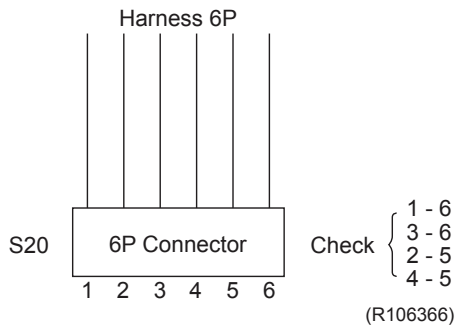 Harness 6P
S20
6P Connector
1 2 3 4 5 6
Check
1 - 6
3 - 6
2 - 5
4 - 5
(R106366)